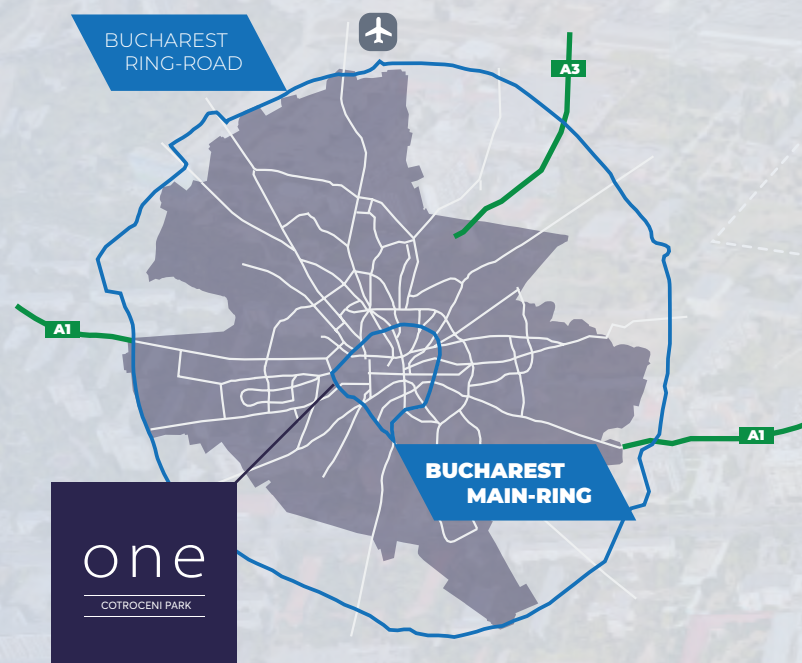 BUCHAREST
RING-ROAD
A3
A1
A1
BUCHAREST
MAIN-RING
one
COTROCENI PARK